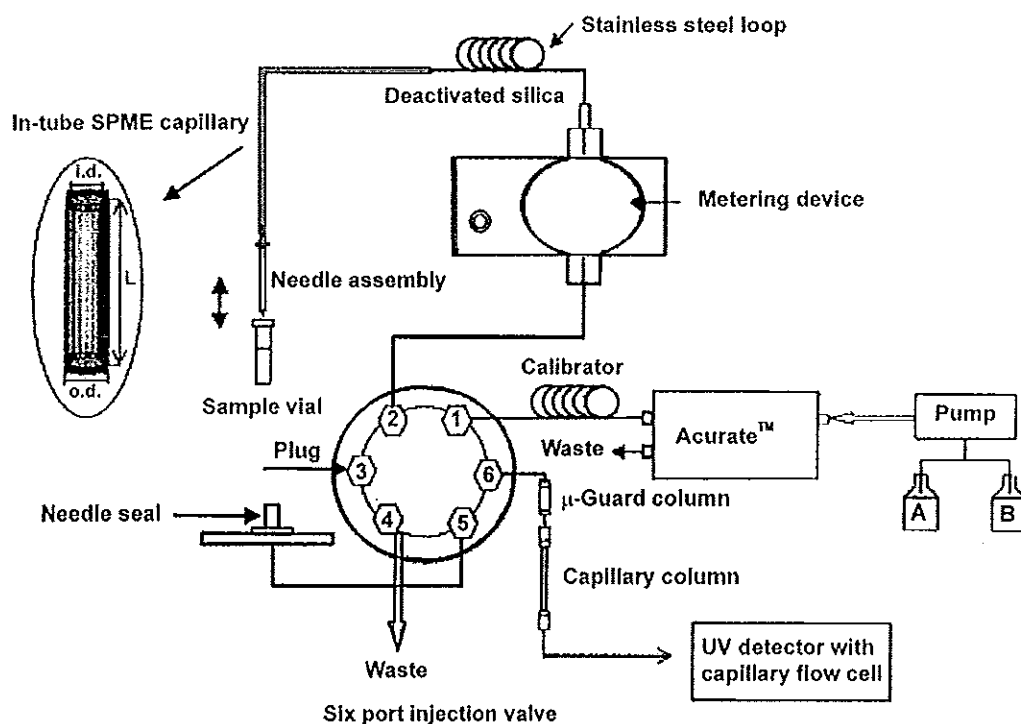 Stainless steel loop
Deactivated silica
In-tube SPME capillary
i.d.
L
o.d.
Metering device
Needle assembly
Sample vial
Calibrator
Acurate™
Pump
Waste
A
B
2
1
3
6
4
5
Plug
Needle seal
μ-Guard column
Capillary column
Waste
UV detector with
capillary flow cell
Six port injection valve